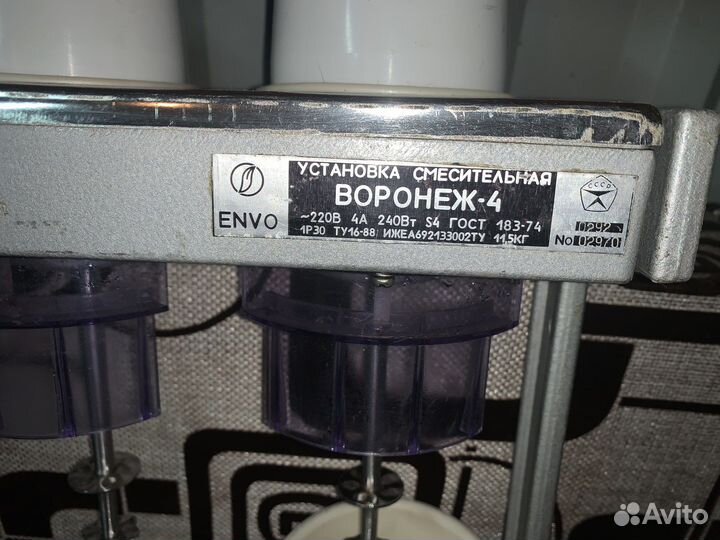 УСТАНОВКА СМЕСИТЕЛЬНАЯ
ВОРОНЕЖ-4
~220В 4А 240Вт S4 ГОСТ 183-74
1Р30 ТУ16-88 ИЖЕА692133002ТУ 11,5КГ
ENVO
СССР
0292
No 02970
Avito